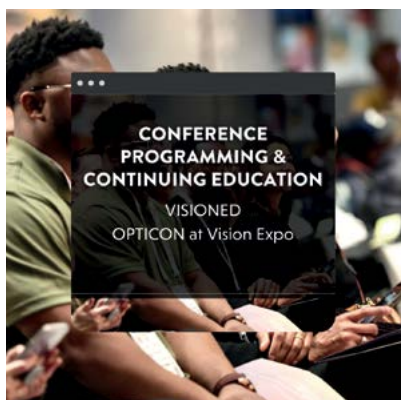 CONFERENCE
PROGRAMMING &
CONTINUING EDUCATION
VISIONED
OPTICON at Vision Expo